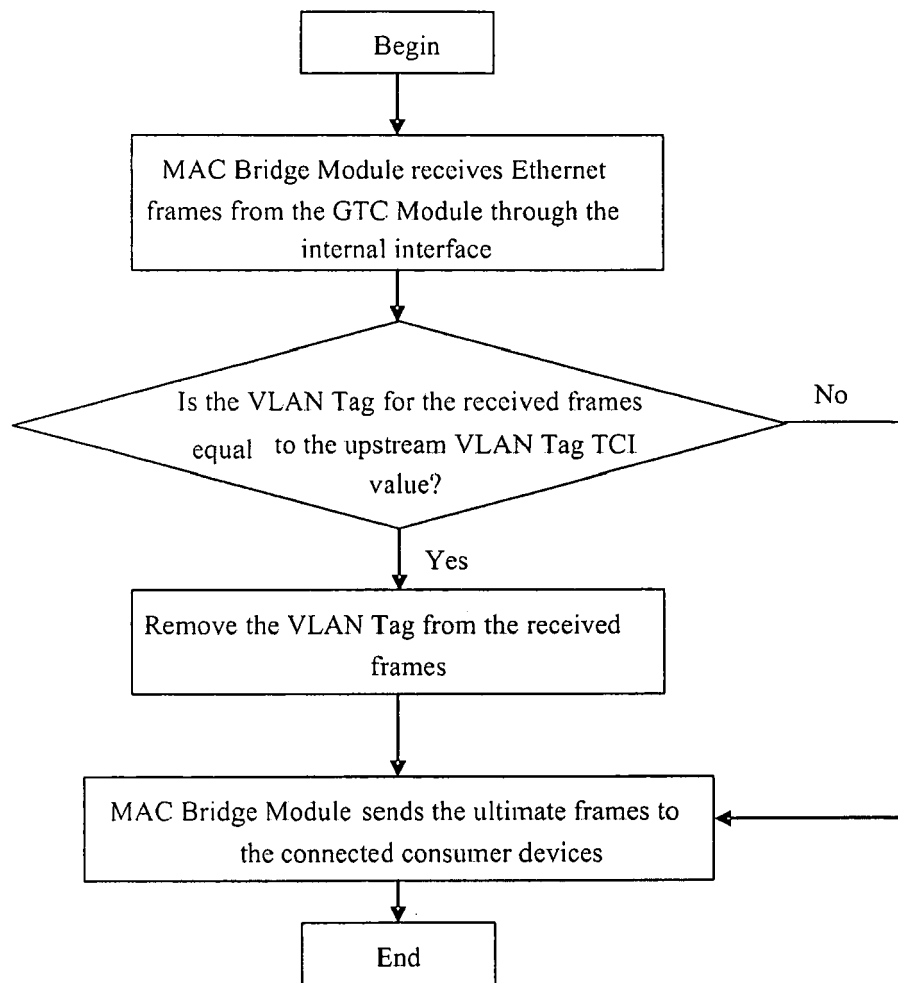 Begin
MAC Bridge Module receives Ethernet
frames from the GTC Module through the
internal interface
Is the VLAN Tag for the received frames
equal to the upstream VLAN Tag TCI
value?
No
Yes
Remove the VLAN Tag from the received
frames
MAC Bridge Module sends the ultimate frames to
the connected consumer devices
End